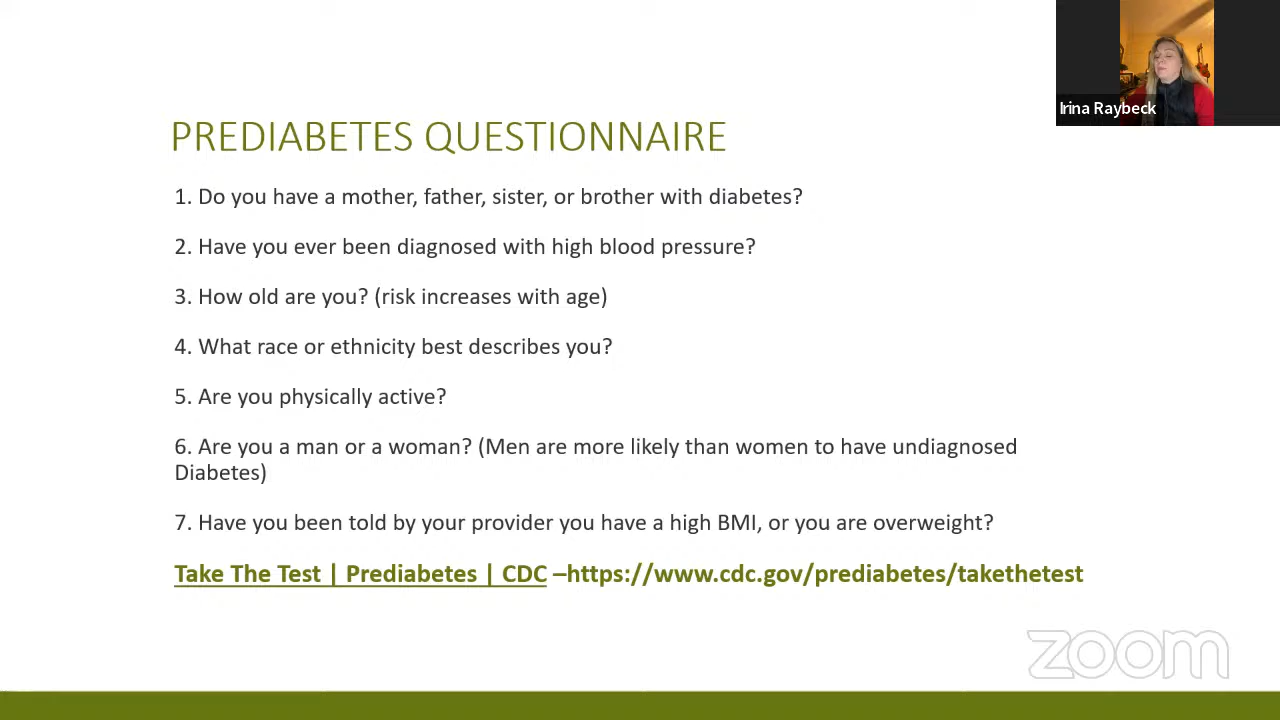 Irina Raybeck
PREDIABETES QUESTIONNAIRE
1. Do you have a mother, father, sister, or brother with diabetes?
2. Have you ever been diagnosed with high blood pressure?
3. How old are you? (risk increases with age)
4. What race or ethnicity best describes you?
5. Are you physically active?
6. Are you a man or a woman? (Men are more likely than women to have undiagnosed
Diabetes)
7. Have you been told by your provider you have a high BMI, or you are overweight?
Take The Test | Prediabetes | CDC –https://www.cdc.gov/prediabetes/takethetest
zoom